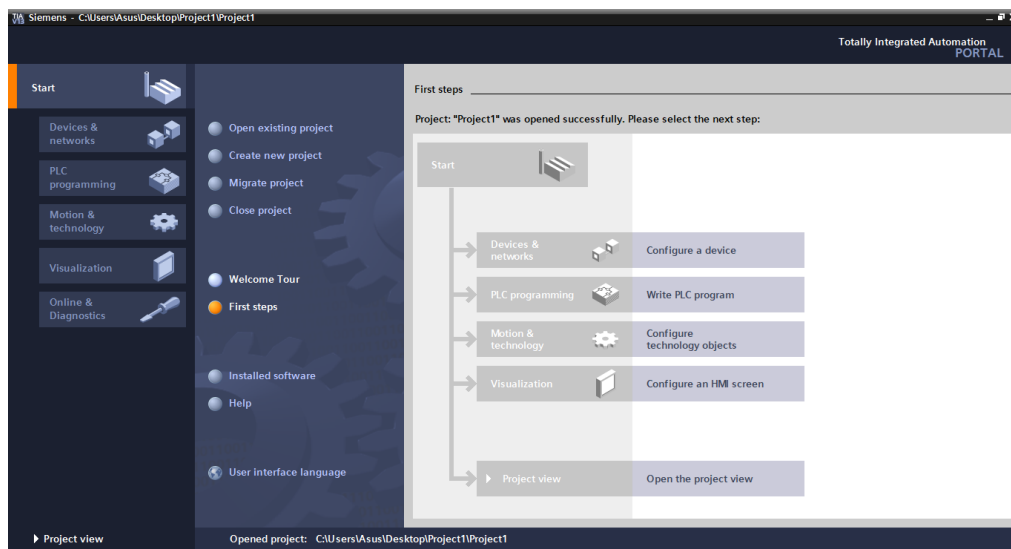 TIA
V13
Siemens - C:\Users\Asus\Desktop\Project1\Project1
Totally Integrated Automation
PORTAL
Start
Devices &
networks
PLC
programming
Motion &
technology
Visualization
Online &
Diagnostics
Open existing project
Create new project
Migrate project
Close project
Welcome Tour
First steps
Installed software
Help
User interface language
First steps
Project: "Project1" was opened successfully. Please select the next step:
Start
Devices &
networks
Configure a device
PLC programming
Write PLC program
Motion &
technology
Configure
technology objects
Visualization
Configure an HMI screen
Project view
Open the project view
Project view
Opened project: C:\Users\Asus\Desktop\Project1\Project1